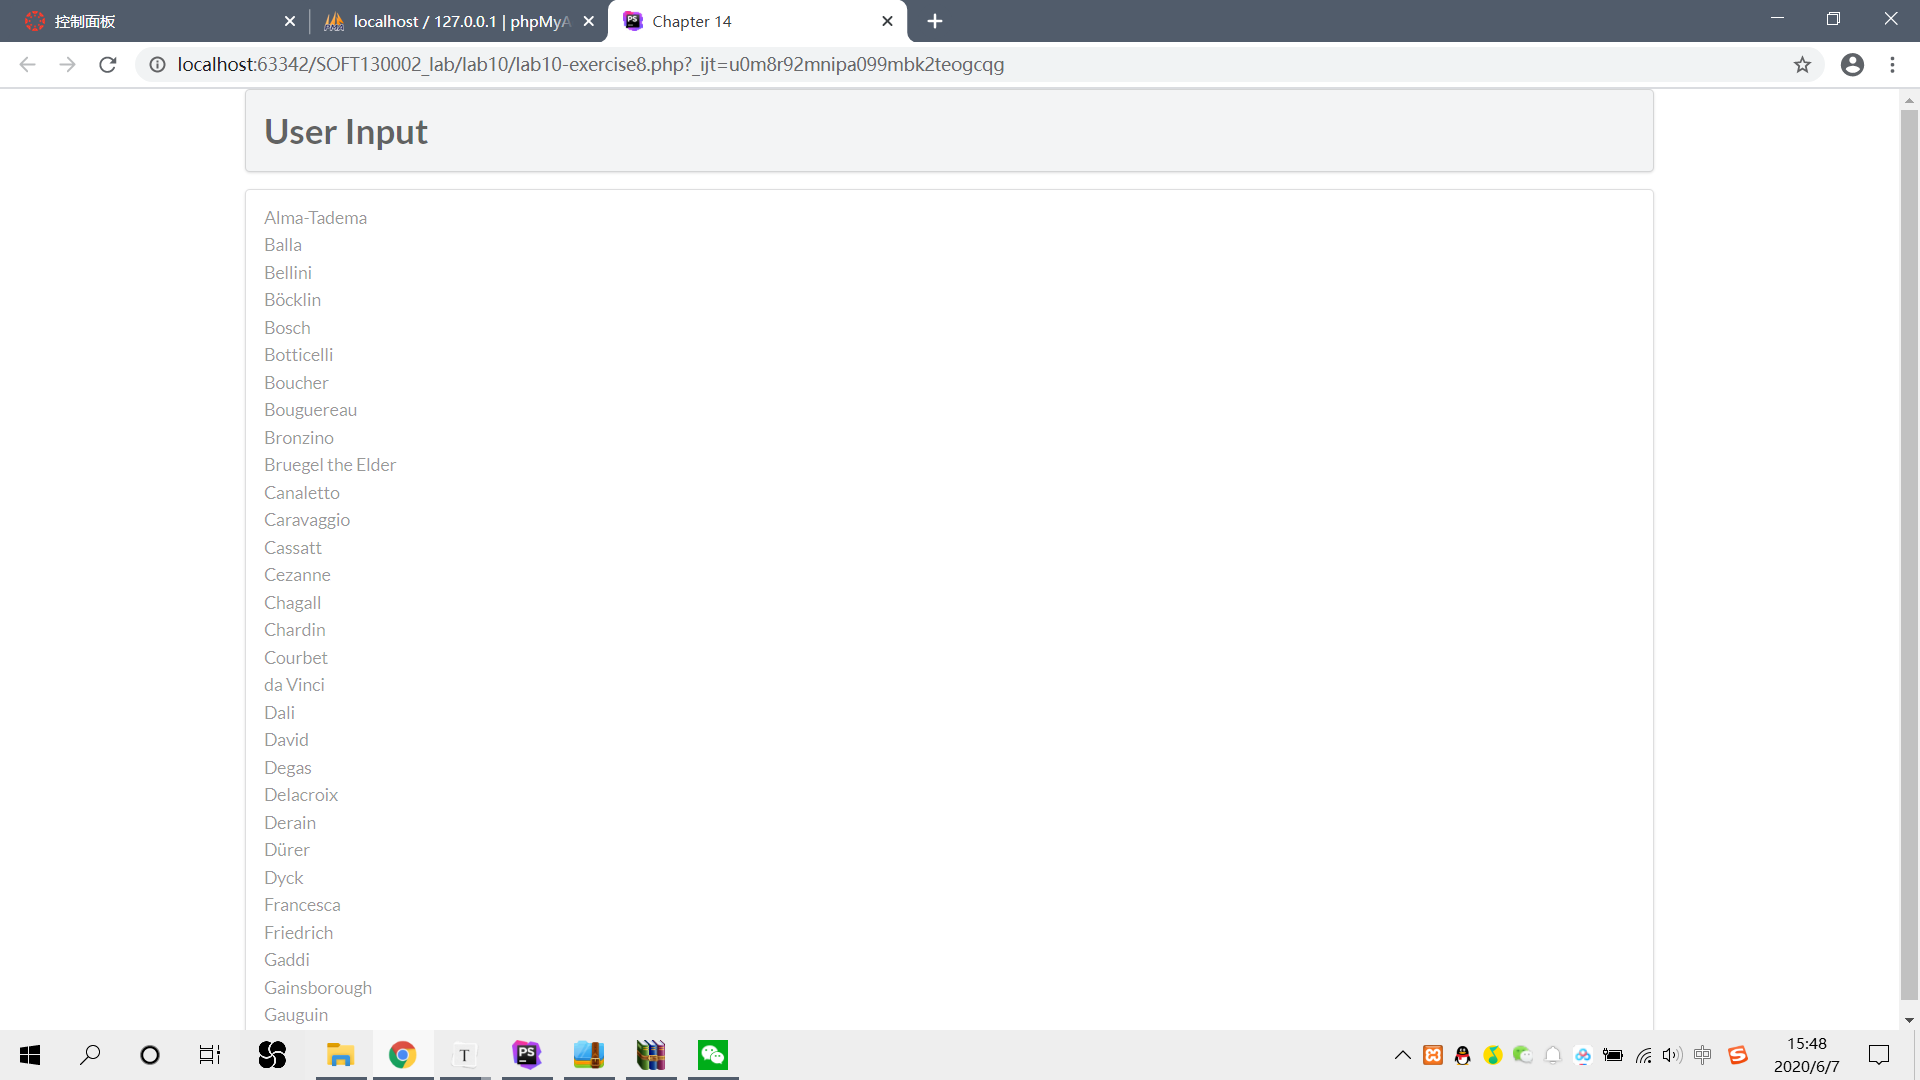 控制面板
localhost / 127.0.0.1 | phpMyA
Chapter 14
localhost:63342/SOFT130002_lab/lab10/lab10-exercise8.php?_ijt=u0m8r92mnipa099mbk2teogcqg
User Input
Alma-Tadema
Balla
Bellini
Böcklin
Bosch
Botticelli
Boucher
Bouguereau
Bronzino
Bruegel the Elder
Canaletto
Caravaggio
Cassatt
Cezanne
Chagall
Chardin
Courbet
da Vinci
Dali
David
Degas
Delacroix
Derain
Dürer
Dyck
Francesca
Friedrich
Gaddi
Gainsborough
Gauguin
T
PS
中
15:48
2020/6/7